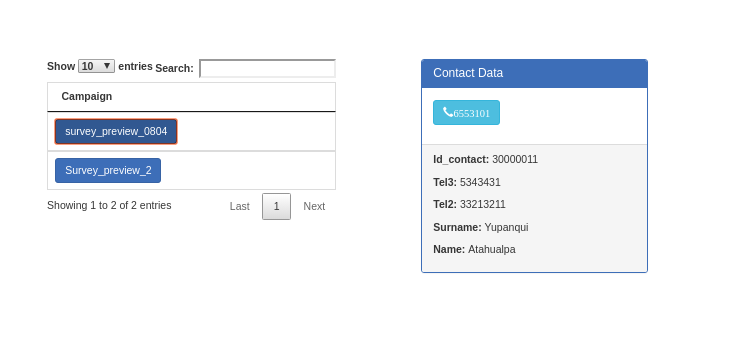 Show 10 entries Search:
Campaign
survey_preview_0804
Survey_preview_2
Showing 1 to 2 of 2 entries
Last 1 Next
Contact Data
6553101
Id_contact: 30000011
Tel3: 5343431
Tel2: 33213211
Surname: Yupanqui
Name: Atahualpa